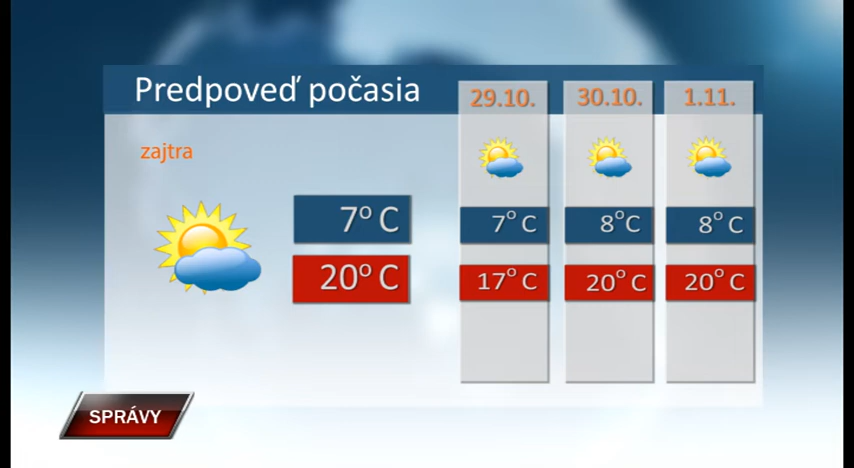 Predpoveď počasia
29.10.
30.10.
1.11.
zajtra
7° C
20° C
7° C
8°C
8° C
17° C
20° C
20° C
SPRÁVY